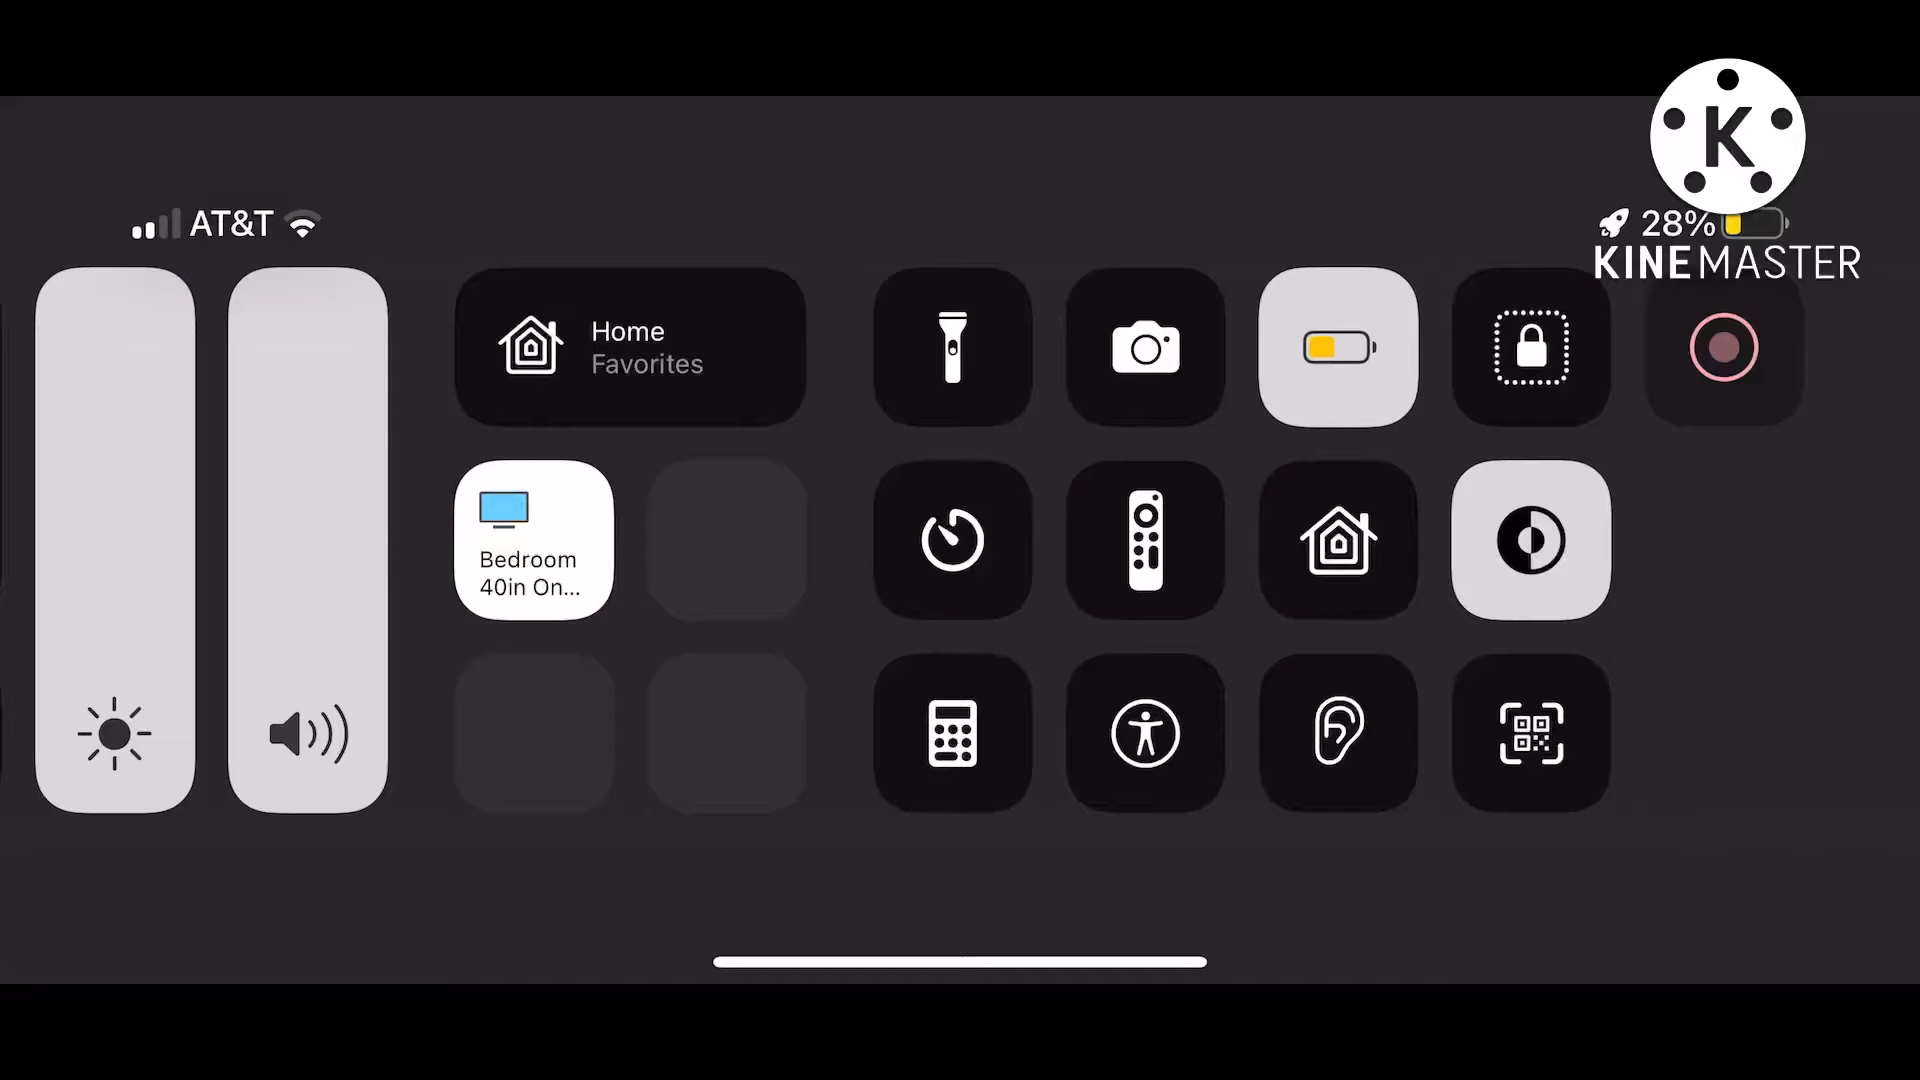 K
AT&T
28%
KINEMASTER
Home
Favorites
Bedroom
40in On...